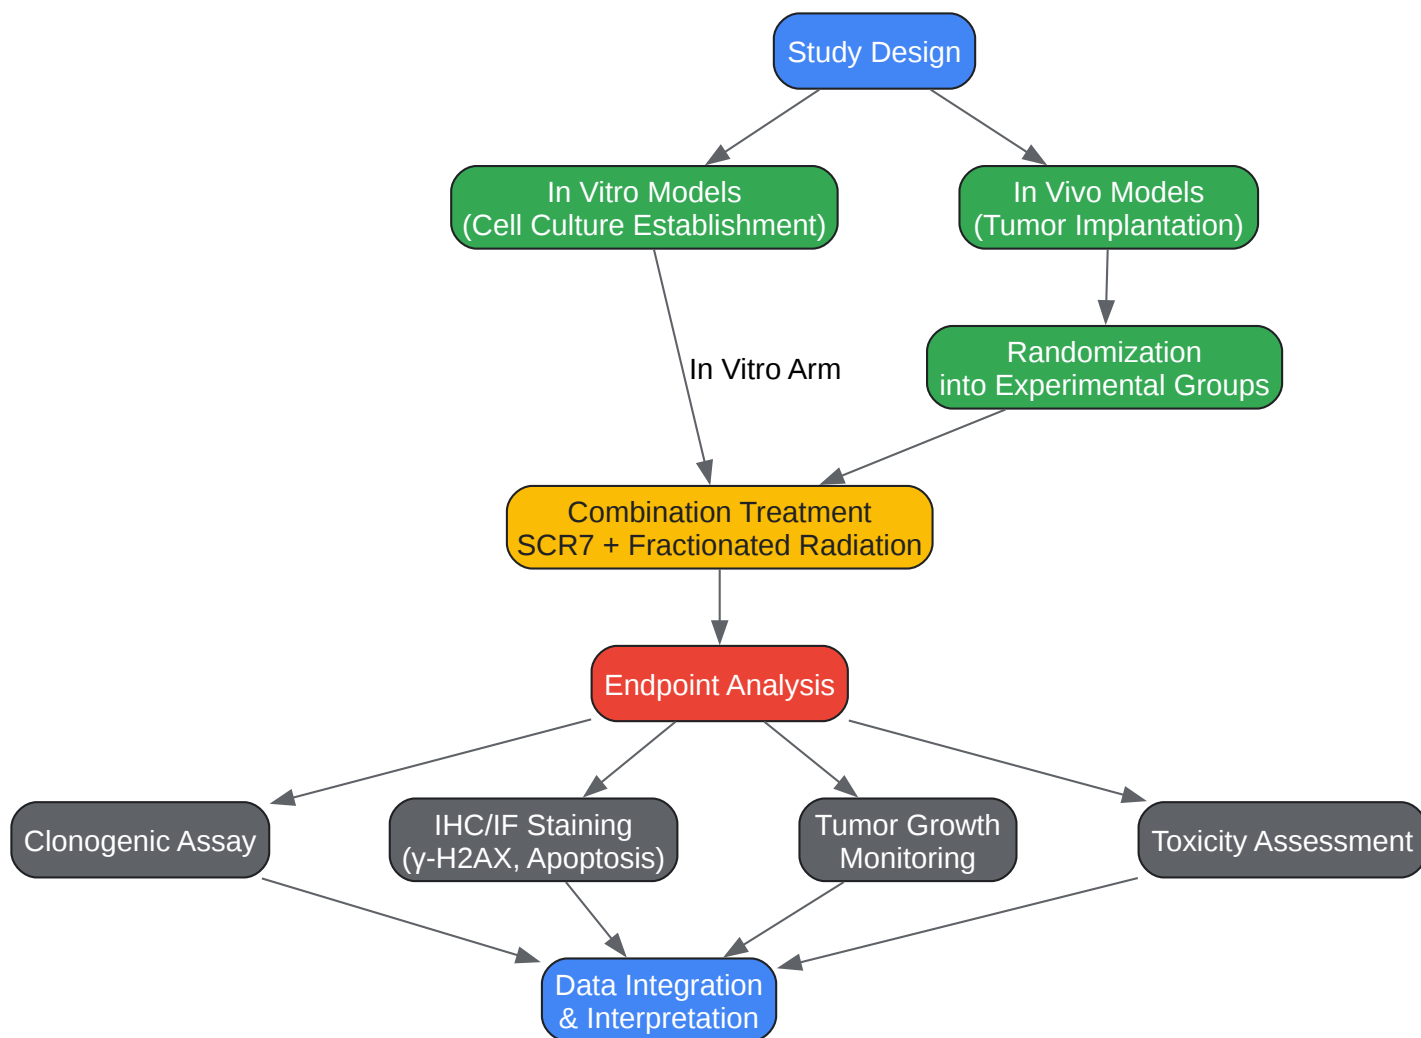 Study Design
In Vitro Models
(Cell Culture Establishment)
In Vivo Models
(Tumor Implantation)
Randomization
into Experimental Groups
In Vitro Arm
Combination Treatment
SCR7 + Fractionated Radiation
Endpoint Analysis
Clonogenic Assay
IHC/IF Staining
(γ-H2AX, Apoptosis)
Tumor Growth
Monitoring
Toxicity Assessment
Data Integration
& Interpretation